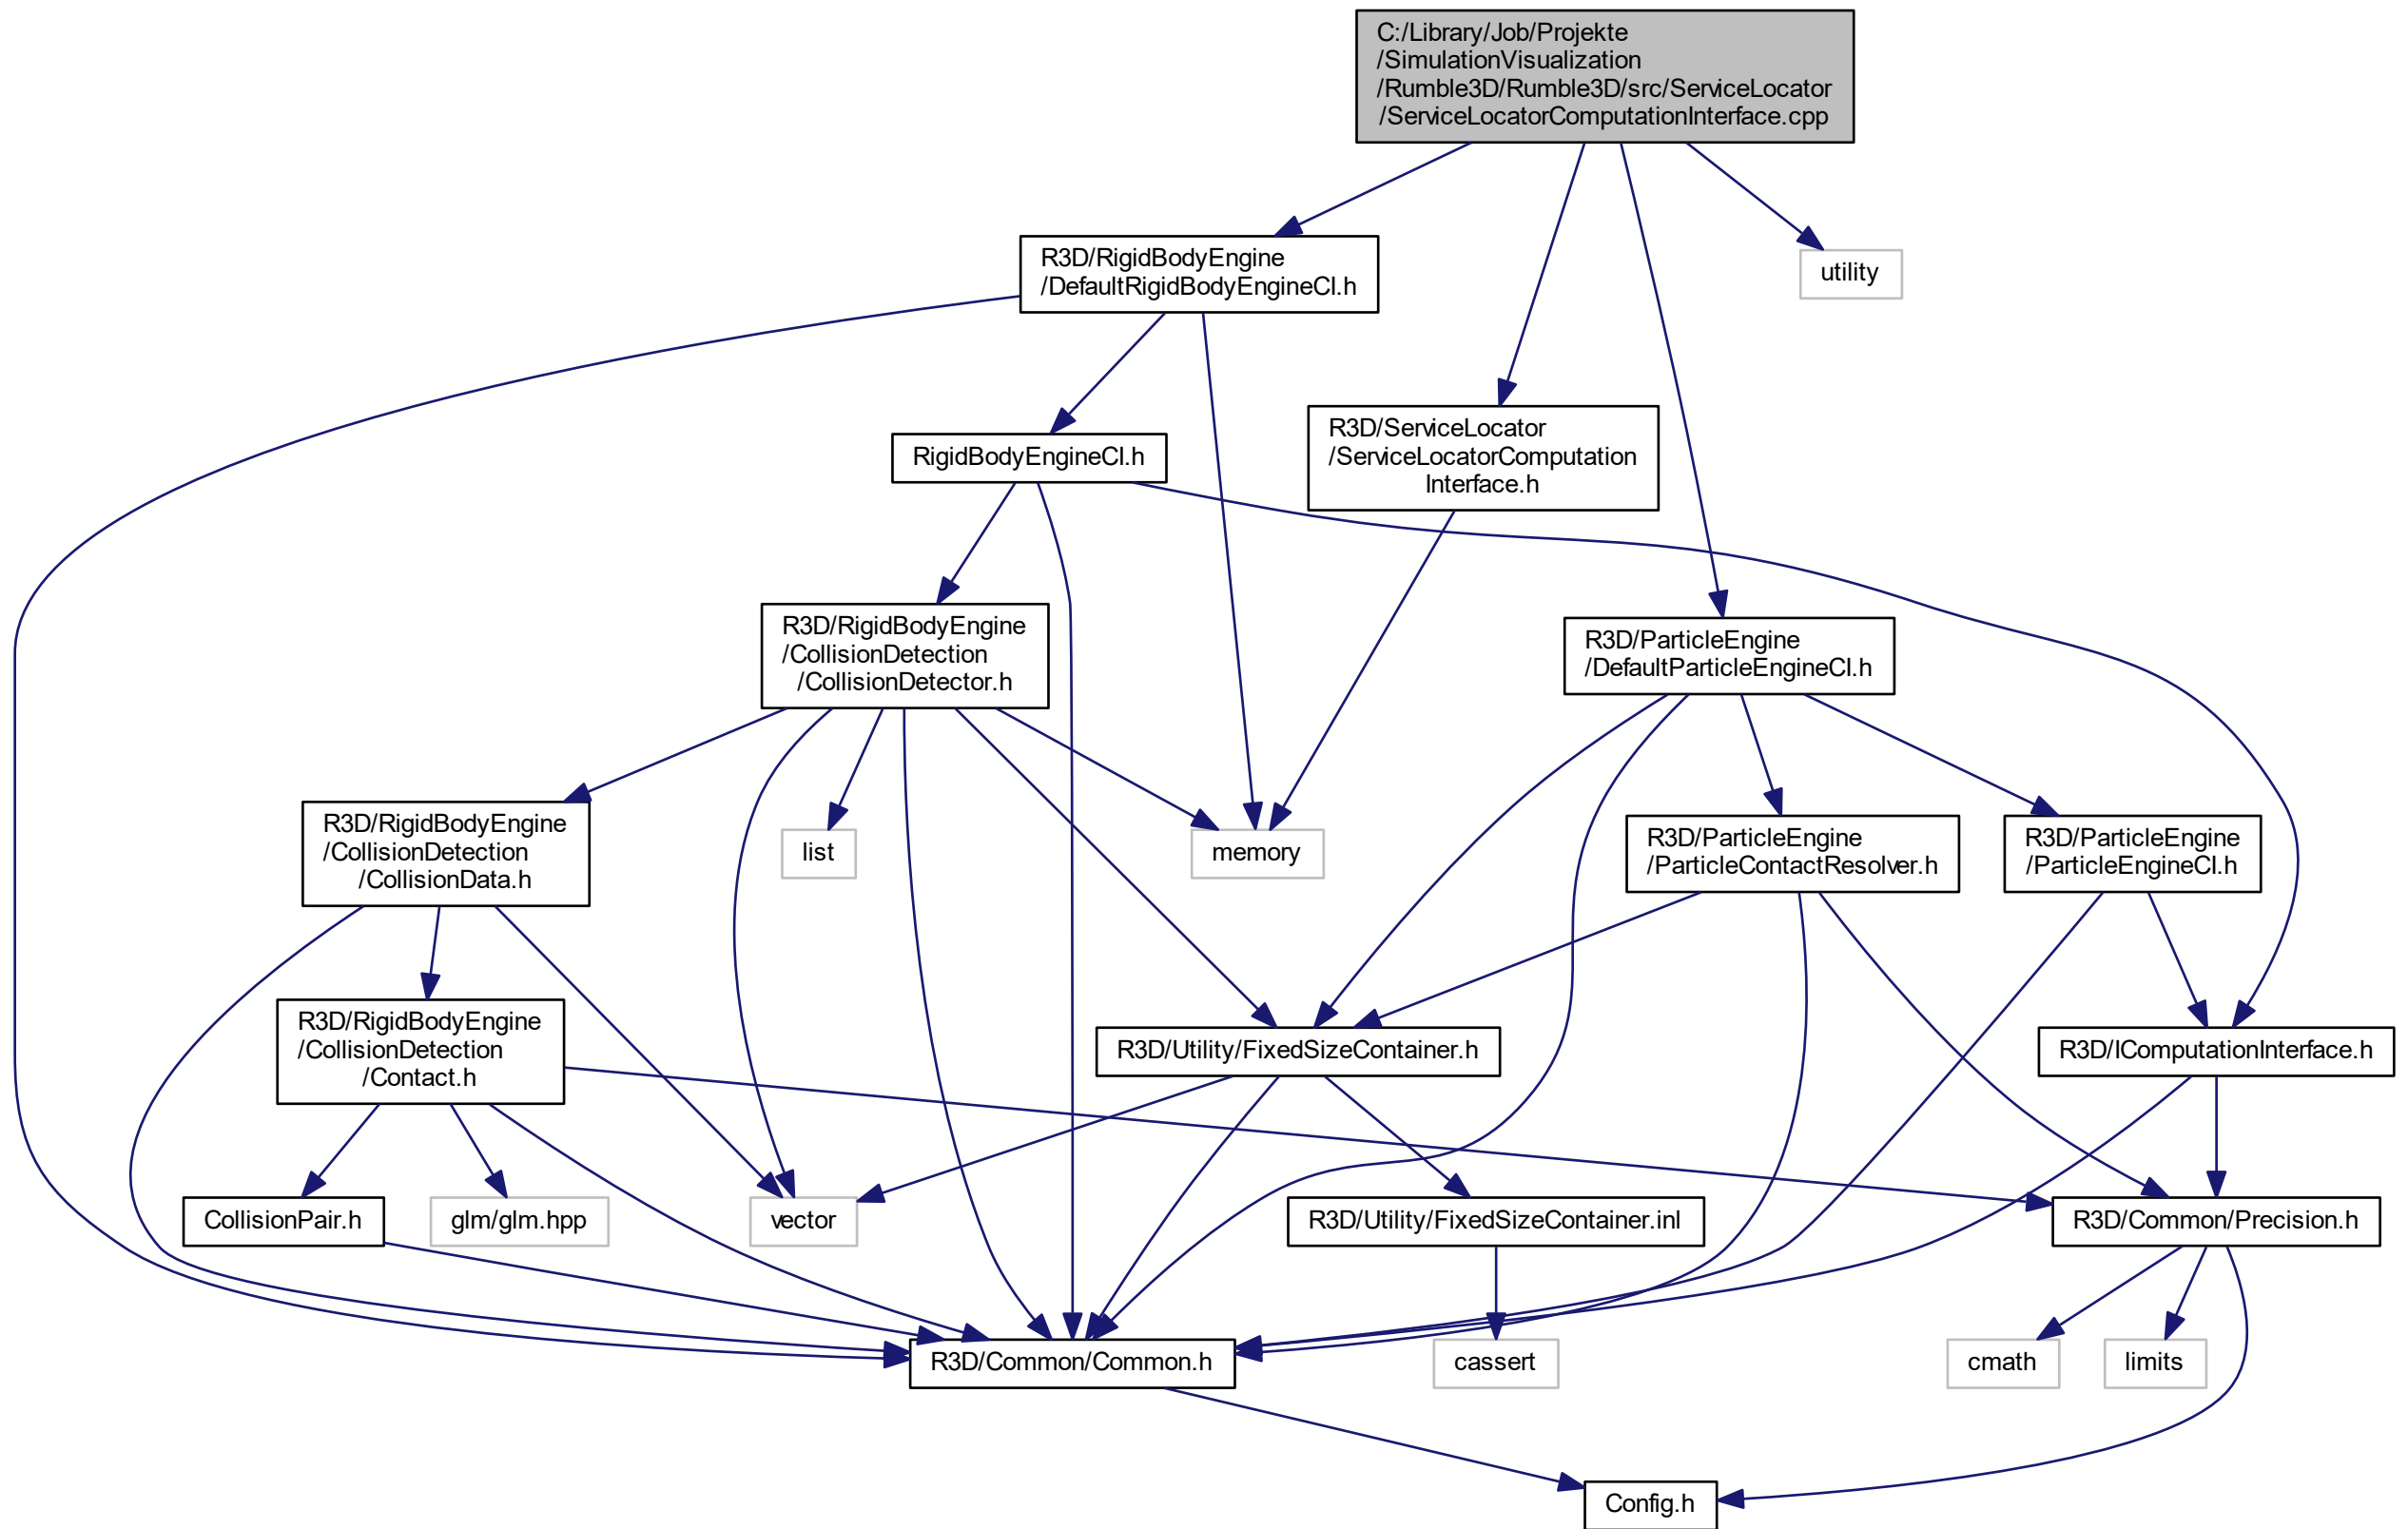 C:/Library/Job/Projekte
/SimulationVisualization
/Rumble3D/Rumble3D/src/ServiceLocator
/ServiceLocatorComputationInterface.cpp
R3D/RigidBodyEngine
/DefaultRigidBodyEngineCI.h
utility
R3D/ServiceLocator
/ServiceLocatorComputation
Interface.h
RigidBodyEngineCI.h
R3D/RigidBodyEngine
/CollisionDetection
/CollisionDetector.h
R3D/ParticleEngine
/DefaultParticleEngineCI.h
R3D/RigidBodyEngine
/CollisionDetection
/CollisionData.h
list
memory
R3D/ParticleEngine
/ParticleContactResolver.h
R3D/ParticleEngine
/ParticleEngineCI.h
R3D/RigidBodyEngine
/CollisionDetection
/Contact.h
R3D/Utility/FixedSizeContainer.h
R3D/IComputationInterface.h
CollisionPair.h
glm/glm.hpp
vector
R3D/Utility/FixedSizeContainer.inl
R3D/Common/Precision.h
R3D/Common/Common.h
cassert
cmath
limits
Config.h